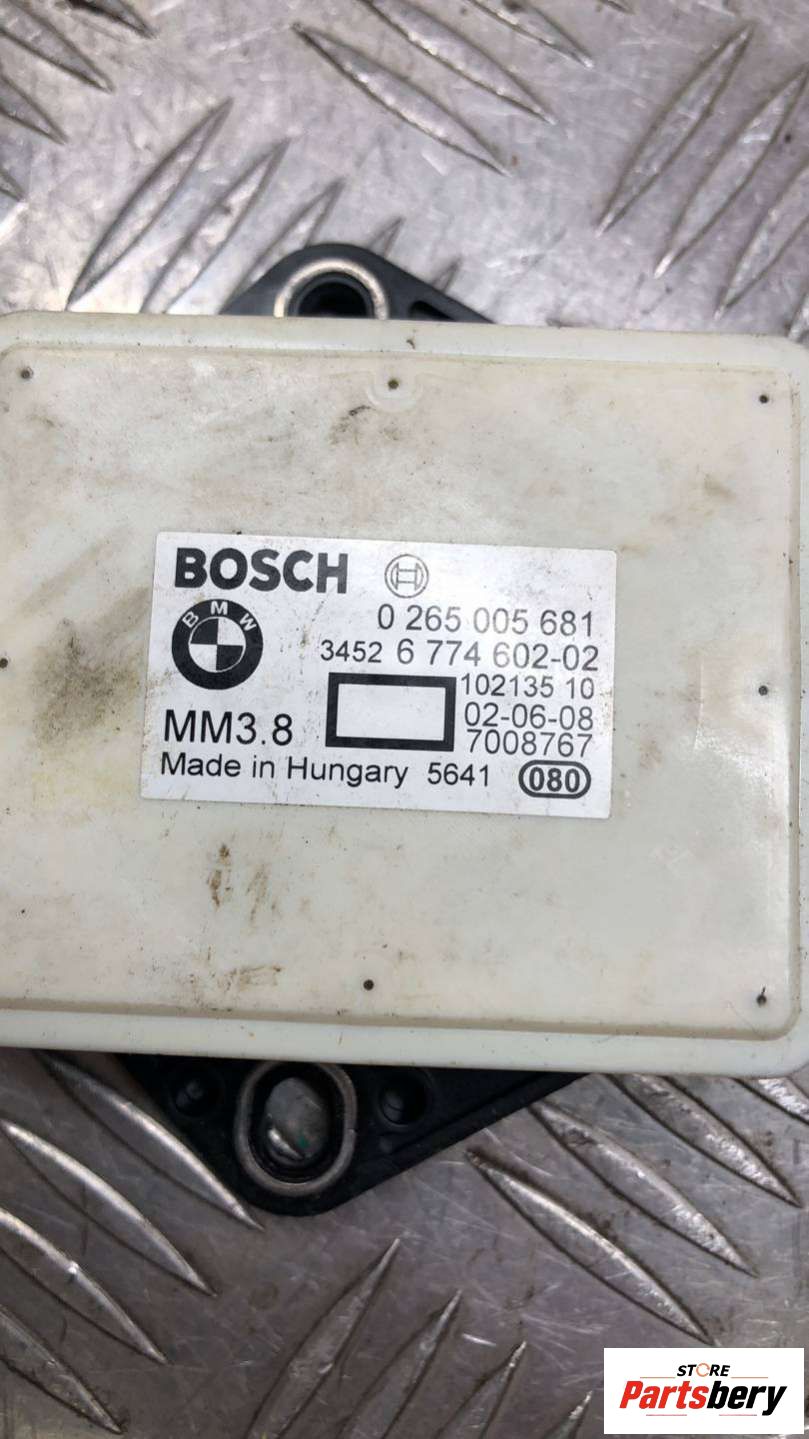 BOSCH
BMW
0 265 005 681
3452 6 774 602-02
102135 10
02-06-08
MM3.8
7008767
Made in Hungary 5641 080
STORE
Partsbery